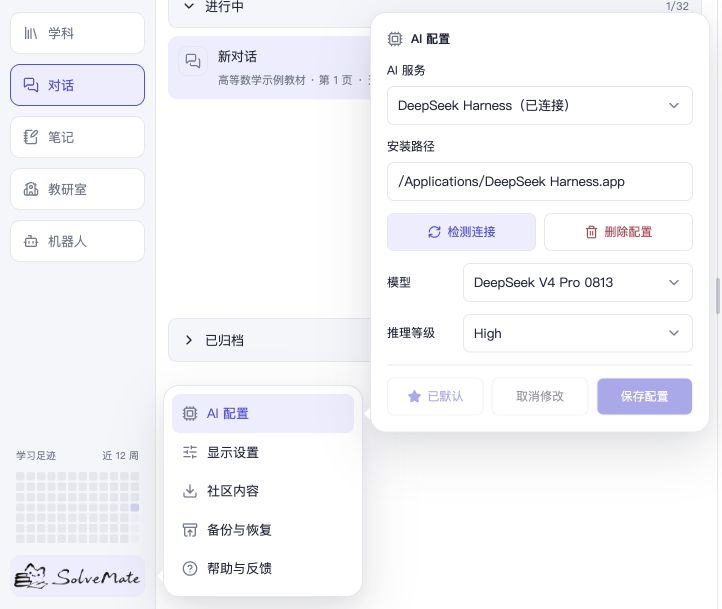 学科
对话
笔记
教研室
机器人
学习足迹
近 12 周
SolveMate
进行中
1/32
新对话
高等数学示例教材 · 第 1 页 ·
已归档
AI 配置
显示设置
社区内容
备份与恢复
帮助与反馈
AI 配置
AI 服务
DeepSeek Harness（已连接）
安装路径
/Applications/DeepSeek Harness.app
检测连接
删除配置
模型
DeepSeek V4 Pro 0813
推理等级
High
已默认
取消修改
保存配置